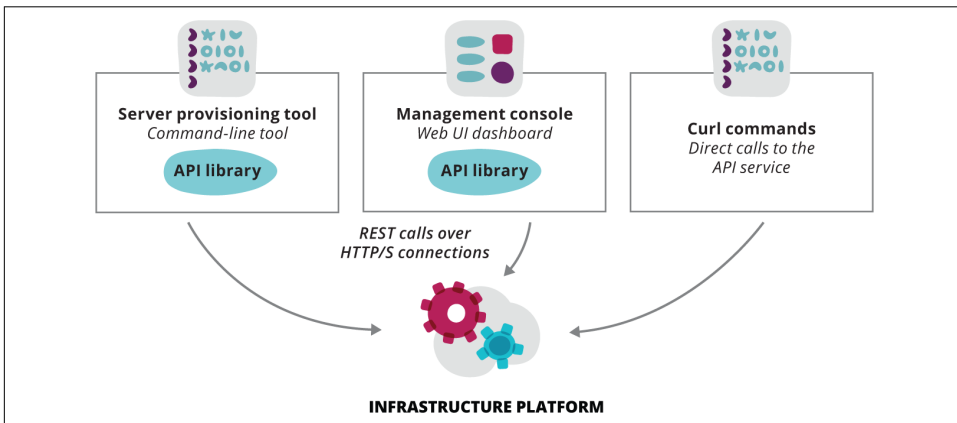 Server provisioning tool
Command-line tool
API library
Management console
Web UI dashboard
API library
Curl commands
Direct calls to the
API service
REST calls over
HTTP/S connections
INFRASTRUCTURE PLATFORM